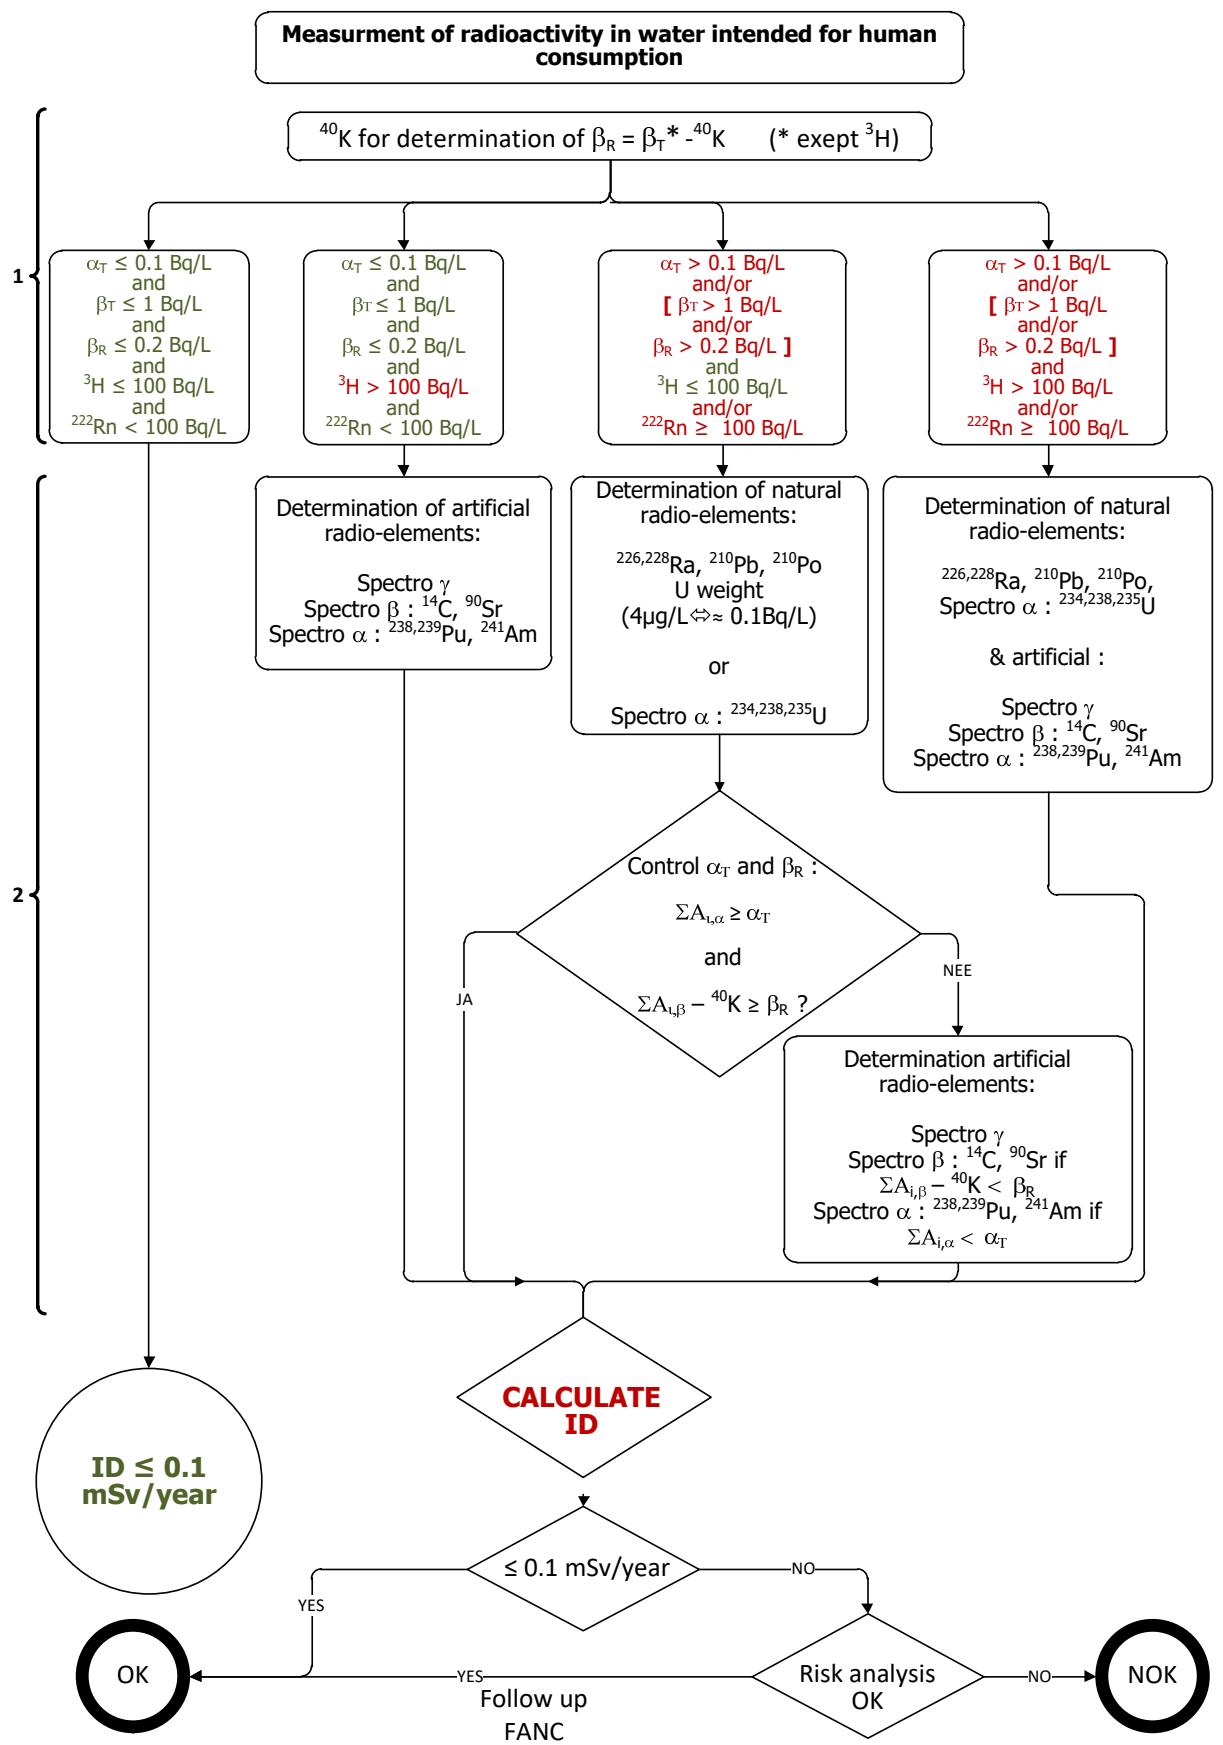 Measurment of radioactivity in water intended for human
consumption
⁴⁰K for determination of βR = βT* -⁴⁰K (* exept ³H)
1
αT ≤ 0.1 Bq/L
and
βT ≤ 1 Bq/L
and
βR ≤ 0.2 Bq/L
and
³H ≤ 100 Bq/L
and
²²²Rn < 100 Bq/L
αT ≤ 0.1 Bq/L
and
βT ≤ 1 Bq/L
and
βR ≤ 0.2 Bq/L
and
³H > 100 Bq/L
and
²²²Rn < 100 Bq/L
αT > 0.1 Bq/L
and/or
[ βT > 1 Bq/L
and/or
βR > 0.2 Bq/L ]
and
³H ≤ 100 Bq/L
and/or
²²²Rn ≥ 100 Bq/L
αT > 0.1 Bq/L
and/or
[ βT > 1 Bq/L
and/or
βR > 0.2 Bq/L ]
and
³H > 100 Bq/L
and/or
²²²Rn ≥ 100 Bq/L
2
Determination of artificial
radio-elements:
Spectro γ
Spectro β : ¹⁴C, ⁹⁰Sr
Spectro α : ²³⁸,²³⁹Pu, ²⁴¹Am
Determination of natural
radio-elements:
²²⁶,²²⁸Ra, ²¹⁰Pb, ²¹⁰Po
U weight
(4µg/L⇔≈ 0.1Bq/L)
or
Spectro α : ²³⁴,²³⁸,²³⁵U
Determination of natural
radio-elements:
²²⁶,²²⁸Ra, ²¹⁰Pb, ²¹⁰Po,
Spectro α : ²³⁴,²³⁸,²³⁵U
& artificial :
Spectro γ
Spectro β : ¹⁴C, ⁹⁰Sr
Spectro α : ²³⁸,²³⁹Pu, ²⁴¹Am
Control αT and βR :
ΣAι,α ≥ αT
and
ΣAι,β – ⁴⁰K ≥ βR ?
JA
NEE
Determination artificial
radio-elements:
Spectro γ
Spectro β : ¹⁴C, ⁹⁰Sr if
ΣAi,β – ⁴⁰K < βR
Spectro α : ²³⁸,²³⁹Pu, ²⁴¹Am if
ΣAi,α < αT
CALCULATE
ID
ID ≤ 0.1
mSv/year
≤ 0.1 mSv/year
YES
NO
OK
YES
Follow up
FANC
Risk analysis
OK
NO
NOK